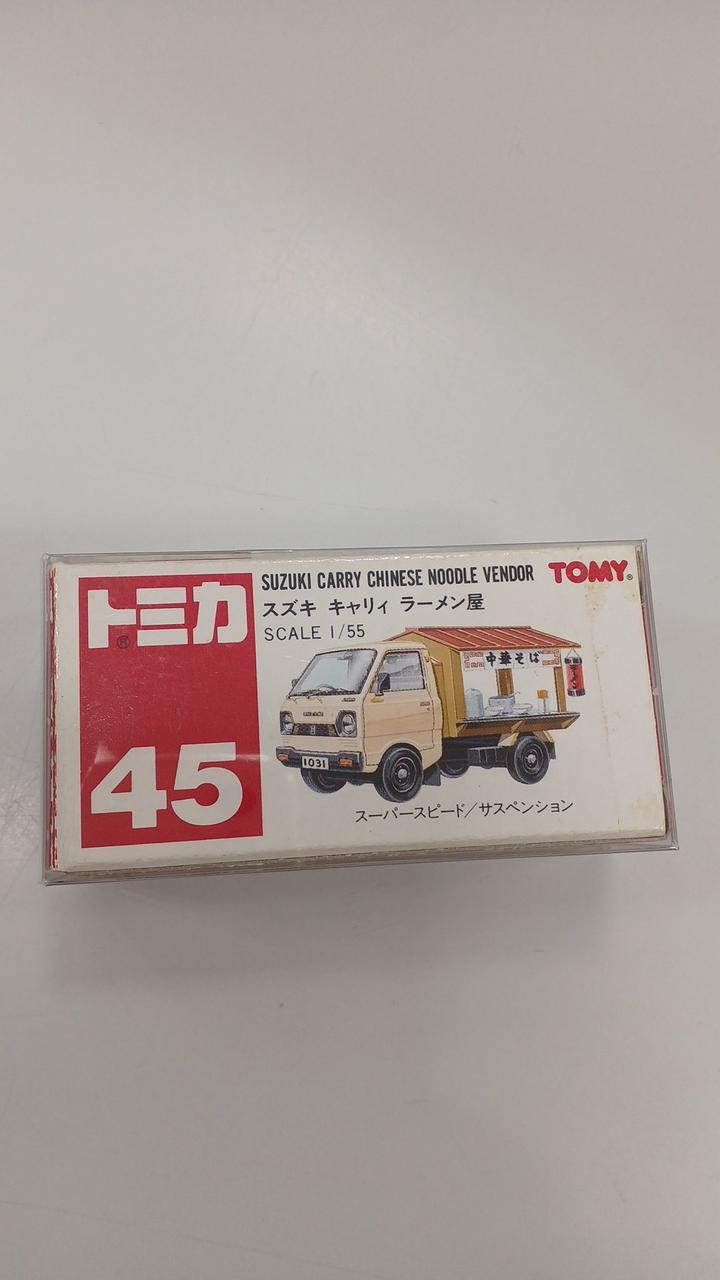 トミカ®
45
SUZUKI CARRY CHINESE NOODLE VENDOR
TOMY®
スズキ キャリィ ラーメン屋
SCALE 1/55
中華そば
1031
スーパースピード/サスペンション